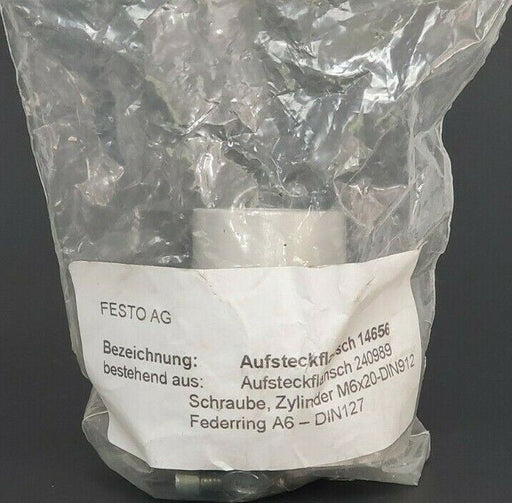 FESTO AG
Bezeichnung: Aufsteckflansch 14656
bestehend aus: Aufsteckflansch 240989
Schraube, Zylinder M6x20-DIN912
Federring A6 – DIN127